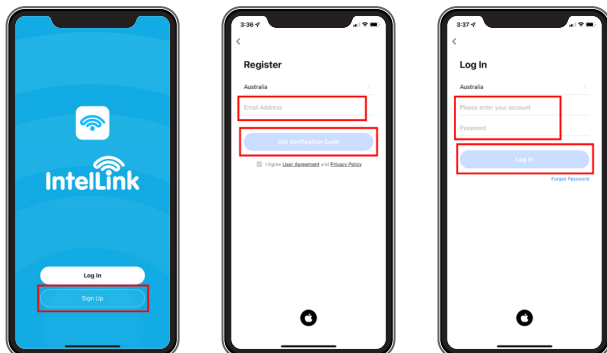 IntelLink
Log In
Sign Up
3:36
Register
Australia
Email Address
Get Verification Code
I Agree User Agreement and Privacy Policy
3:37
Log In
Australia
Please enter your account
Password
Log In
Forgot Password